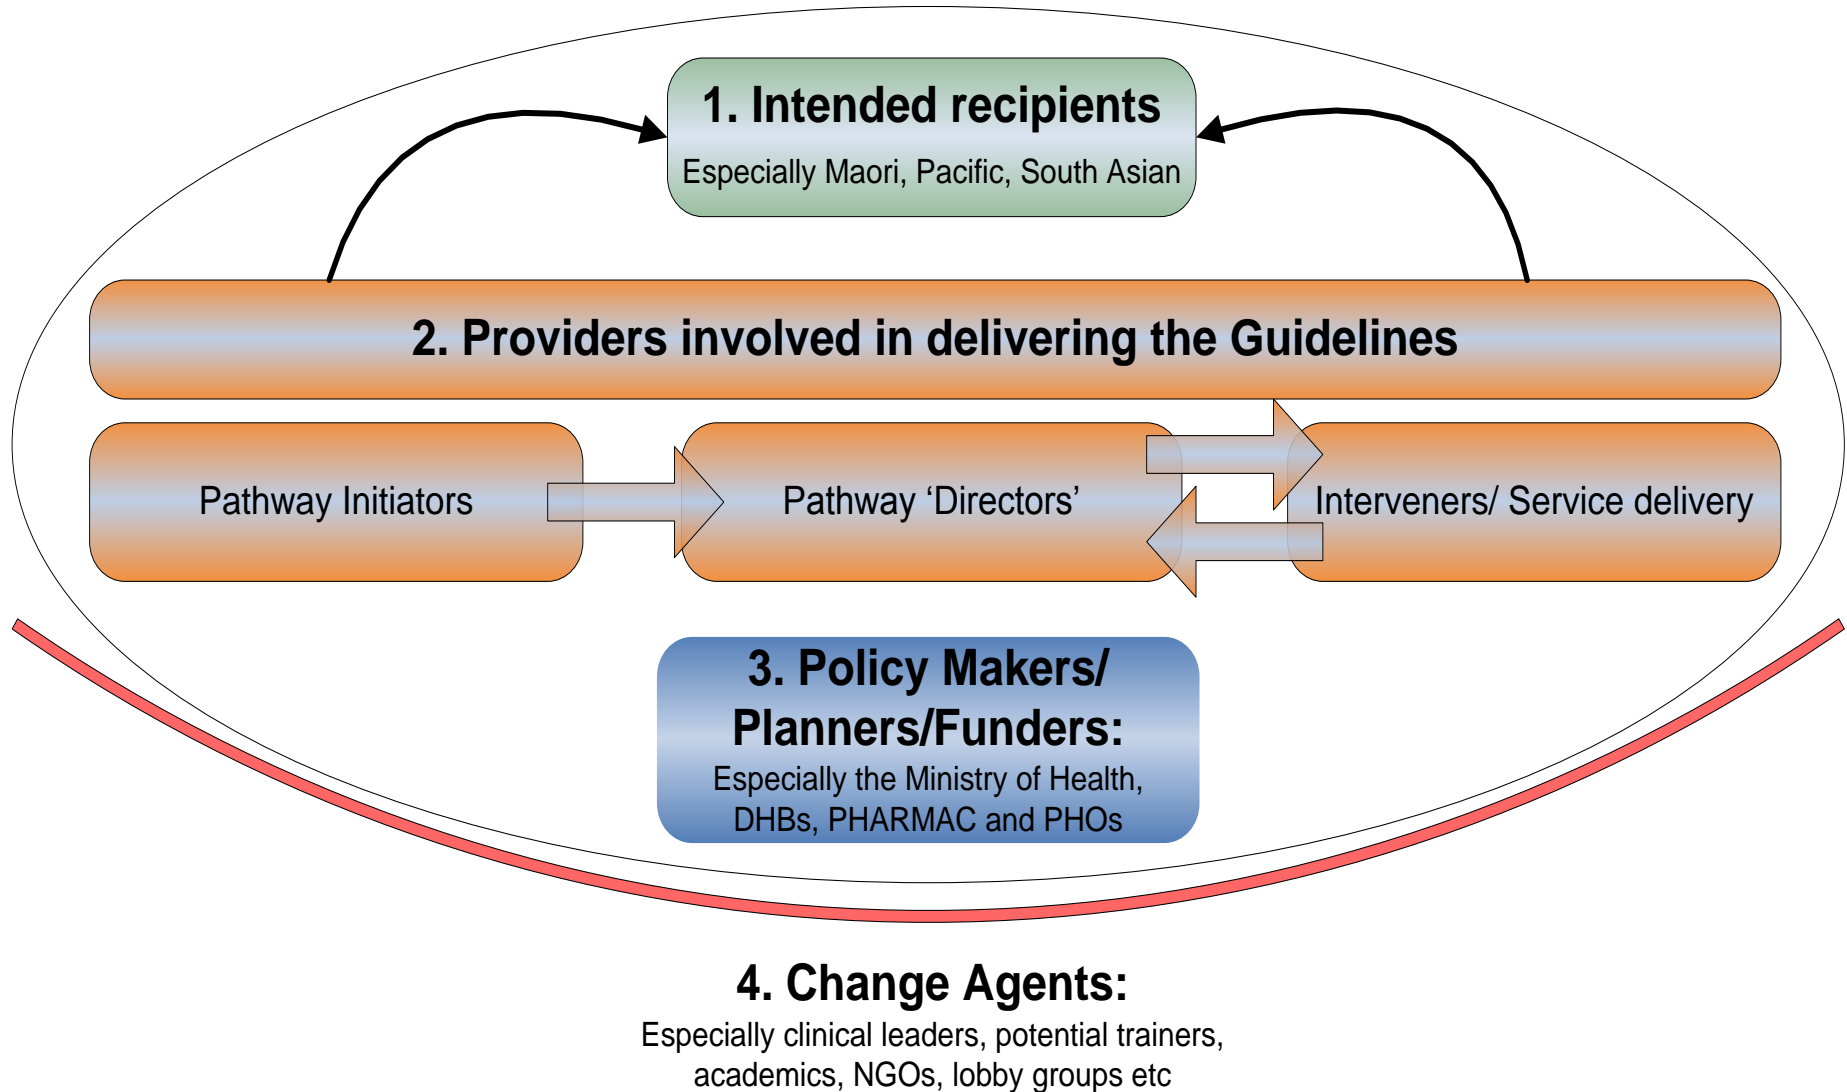 1. Intended recipients
Especially Maori, Pacific, South Asian
2. Providers involved in delivering the Guidelines
Pathway Initiators
Pathway ‘Directors’
Interveners/ Service delivery
3. Policy Makers/
Planners/Funders:
Especially the Ministry of Health,
DHBs, PHARMAC and PHOs
4. Change Agents:
Especially clinical leaders, potential trainers,
academics, NGOs, lobby groups etc